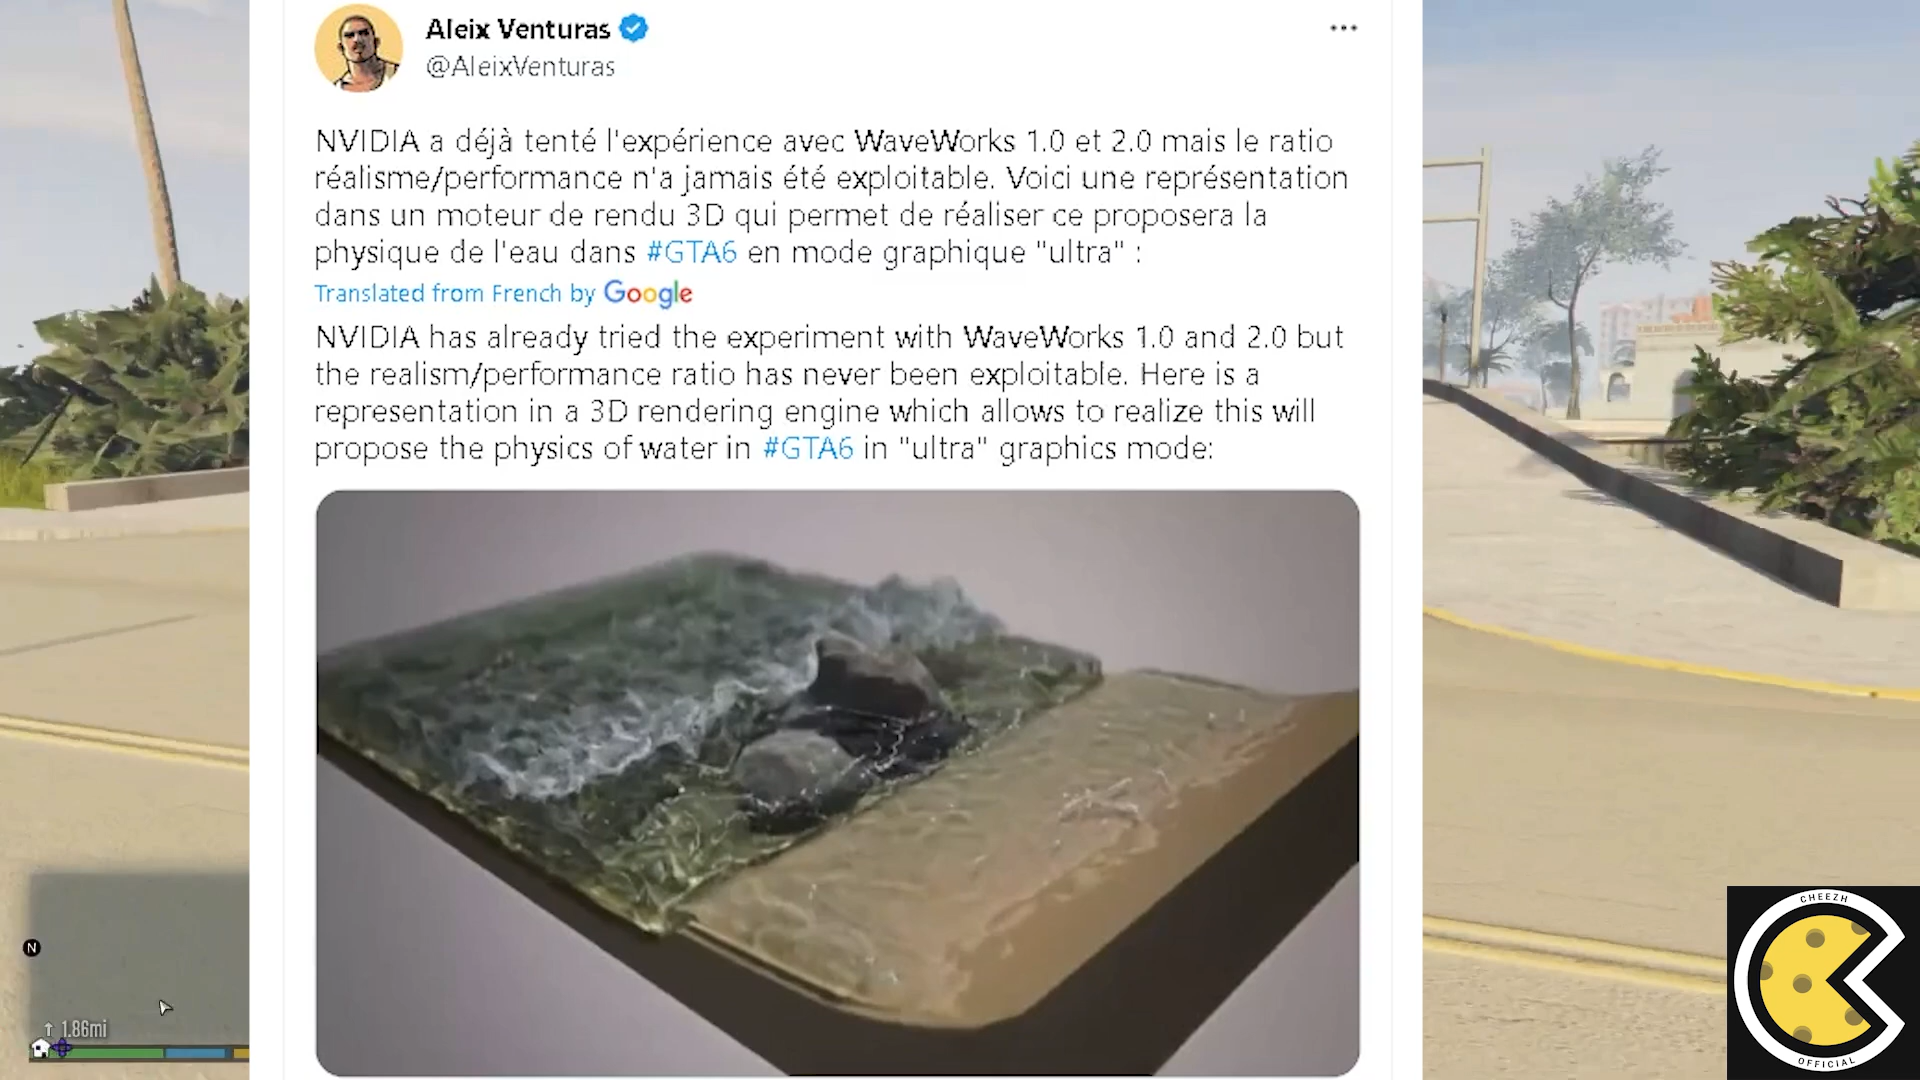 Aleix Venturas
@AleixVenturas
NVIDIA a déjà tenté l'expérience avec WaveWorks 1.0 et 2.0 mais le ratio
réalisme/performance n'a jamais été exploitable. Voici une représentation
dans un moteur de rendu 3D qui permet de réaliser ce proposera la
physique de l'eau dans #GTA6 en mode graphique "ultra" :
Translated from French by Google
NVIDIA has already tried the experiment with WaveWorks 1.0 and 2.0 but
the realism/performance ratio has never been exploitable. Here is a
representation in a 3D rendering engine which allows to realize this will
propose the physics of water in #GTA6 in "ultra" graphics mode:
N
1.86mi
CHEEZH
OFFICIAL